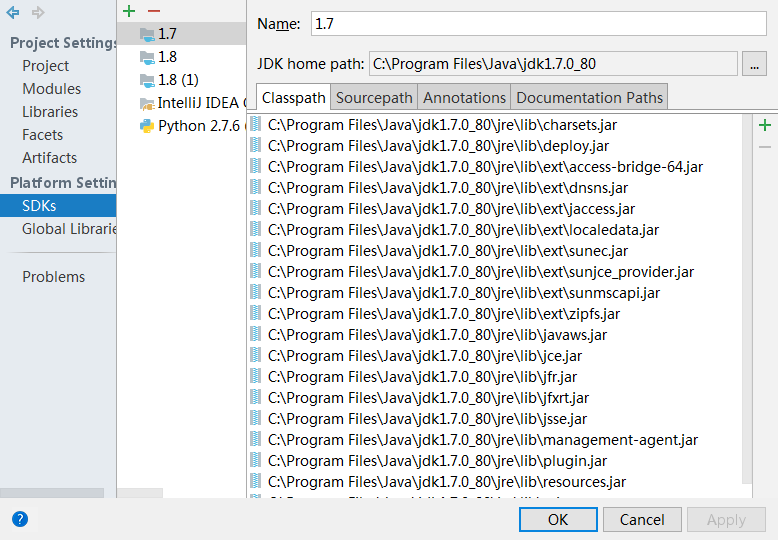 Project Settings
Project
Modules
Libraries
Facets
Artifacts
Platform Settin
SDKs
Global Librarie
Problems
1.7
1.8
1.8 (1)
IntelliJ IDEA
Python 2.7.6
Name: 1.7
JDK home path: C:\Program Files\Java\jdk1.7.0_80 ...
Classpath Sourcepath Annotations Documentation Paths
C:\Program Files\Java\jdk1.7.0_80\jre\lib\charsets.jar
C:\Program Files\Java\jdk1.7.0_80\jre\lib\deploy.jar
C:\Program Files\Java\jdk1.7.0_80\jre\lib\ext\access-bridge-64.jar
C:\Program Files\Java\jdk1.7.0_80\jre\lib\ext\dnsns.jar
C:\Program Files\Java\jdk1.7.0_80\jre\lib\ext\jaccess.jar
C:\Program Files\Java\jdk1.7.0_80\jre\lib\ext\localedata.jar
C:\Program Files\Java\jdk1.7.0_80\jre\lib\ext\sunec.jar
C:\Program Files\Java\jdk1.7.0_80\jre\lib\ext\sunjce_provider.jar
C:\Program Files\Java\jdk1.7.0_80\jre\lib\ext\sunmscapi.jar
C:\Program Files\Java\jdk1.7.0_80\jre\lib\ext\zipfs.jar
C:\Program Files\Java\jdk1.7.0_80\jre\lib\javaws.jar
C:\Program Files\Java\jdk1.7.0_80\jre\lib\jce.jar
C:\Program Files\Java\jdk1.7.0_80\jre\lib\jfr.jar
C:\Program Files\Java\jdk1.7.0_80\jre\lib\jfxrt.jar
C:\Program Files\Java\jdk1.7.0_80\jre\lib\jsse.jar
C:\Program Files\Java\jdk1.7.0_80\jre\lib\management-agent.jar
C:\Program Files\Java\jdk1.7.0_80\jre\lib\plugin.jar
C:\Program Files\Java\jdk1.7.0_80\jre\lib\resources.jar
? OK Cancel Apply